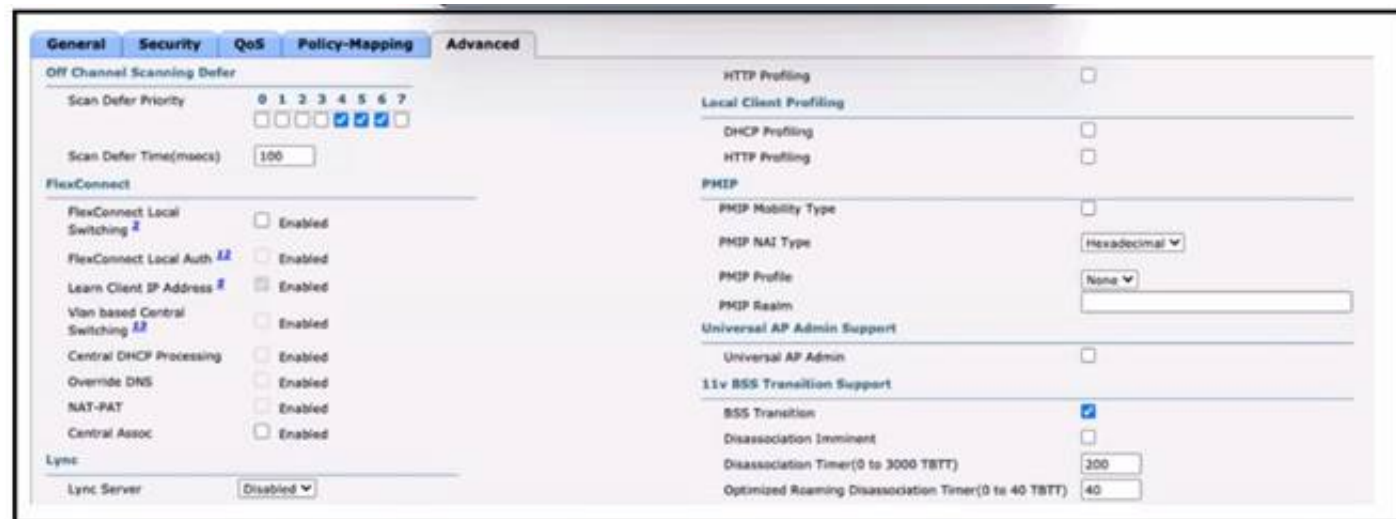 General Security QoS Policy-Mapping Advanced
Off Channel Scanning Defer
Scan Defer Priority 0 1 2 3 4 5 6 7
Scan Defer Time(msecs) 100
FlexConnect
FlexConnect Local
Switching 2 Enabled
FlexConnect Local Auth 12 Enabled
Learn Client IP Address Enabled
Vlan based Central
Switching 13 Enabled
Central DHCP Processing Enabled
Override DNS Enabled
NAT-PAT Enabled
Central Assoc Enabled
Lync
Lync Server Disabled
HTTP Profiling
Local Client Profiling
DHCP Profiling
HTTP Profiling
PMIP
PMIP Mobility Type
PMIP NAI Type Hexadecimal
PMIP Profile None
PMIP Realm
Universal AP Admin Support
Universal AP Admin
11v BSS Transition Support
BSS Transition
Disassociation Imminent
Disassociation Timer(0 to 3000 TBTT) 200
Optimized Roaming Disassociation Timer(0 to 40 TBTT) 40